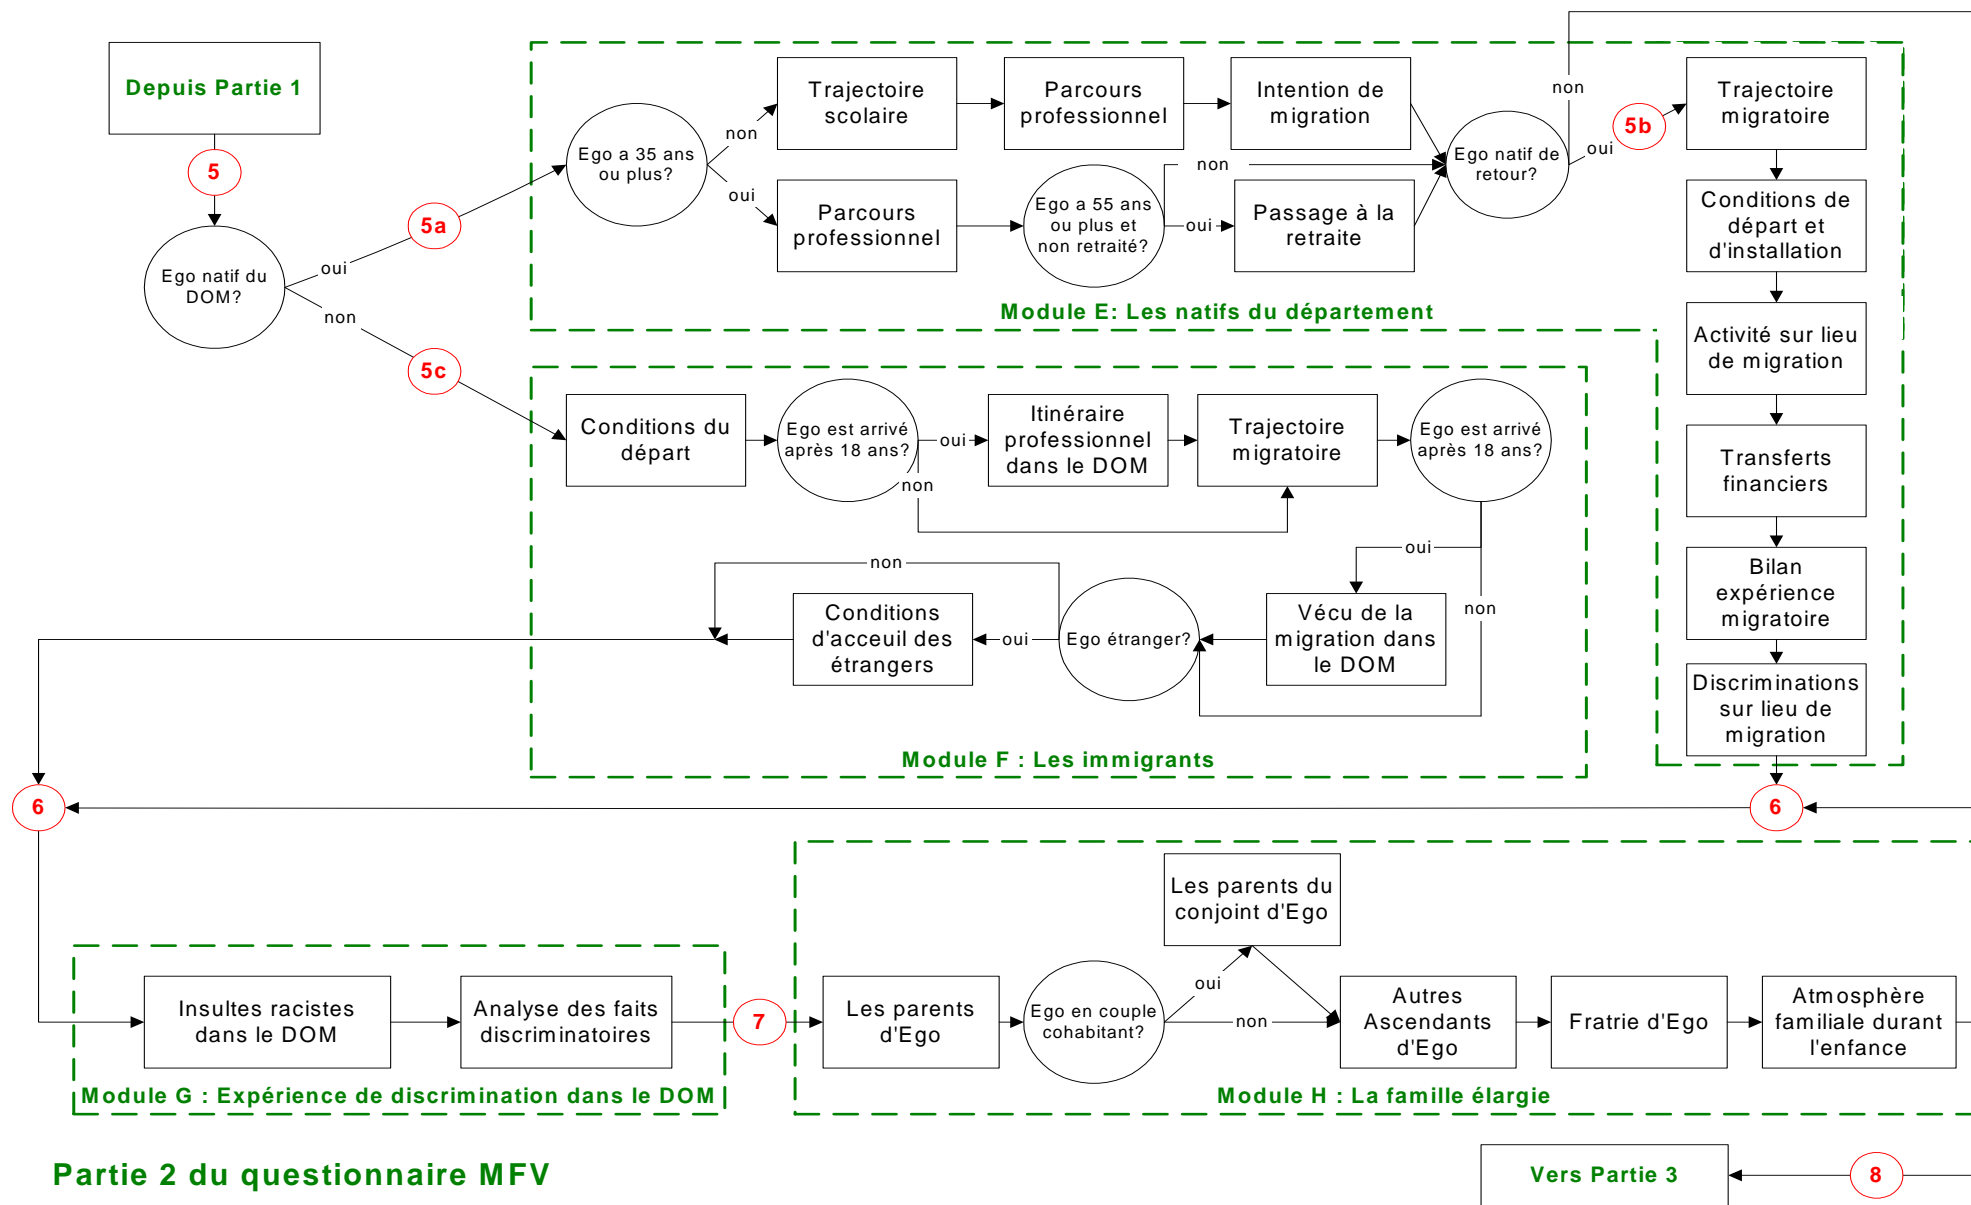 Depuis Partie 1
5
Ego natif du
DOM?
oui
non
5a
5c
Ego a 35 ans
ou plus?
non
oui
Trajectoire
scolaire
Parcours
professionnel
Intention de
migration
Parcours
professionnel
Ego a 55 ans
ou plus et
non retraité?
non
oui
Passage à la
retraite
Ego natif de
retour?
non
oui
5b
Trajectoire
migratoire
Conditions de
départ et
d'installation
Activité sur lieu
de migration
Transferts
financiers
Bilan
expérience
migratoire
Discriminations
sur lieu de
migration
Module E: Les natifs du département
Conditions du
départ
Ego est arrivé
après 18 ans?
oui
non
Itinéraire
professionnel
dans le DOM
Trajectoire
migratoire
Ego est arrivé
après 18 ans?
oui
non
Vécu de la
migration dans
le DOM
Ego étranger?
non
oui
Conditions
d'acceuil des
étrangers
Module F : Les immigrants
6
6
Insultes racistes
dans le DOM
Analyse des faits
discriminatoires
Module G : Expérience de discrimination dans le DOM
7
Les parents
d'Ego
Ego en couple
cohabitant?
oui
non
Les parents du
conjoint d'Ego
Autres
Ascendants
d'Ego
Fratrie d'Ego
Atmosphère
familiale durant
l'enfance
Module H : La famille élargie
Partie 2 du questionnaire MFV
Vers Partie 3
8